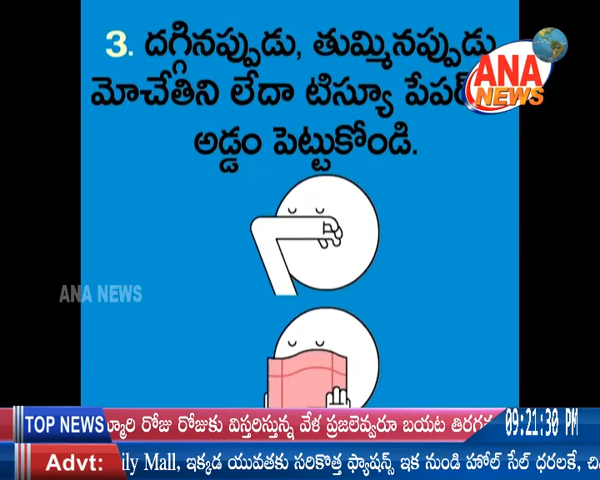 3. దగ్గినప్పుడు, తుమ్మినప్పుడు
మోచేతిని లేదా టిస్యూ
అడ్డం పెట్టుకోండి.
ANA
NEWS
ANA NEWS
TOP NEWS రోజు రోజుకు విస్తరిస్తున్న వేళ ప్రజలెవ్వరూ బయట 09:21:30 PM
Advt: Mall, ఇక్కడ యువతకు సరికొత్త ఫ్యాషన్స్ ఇక నుండి హోల్ సేల్ ధరలకే,